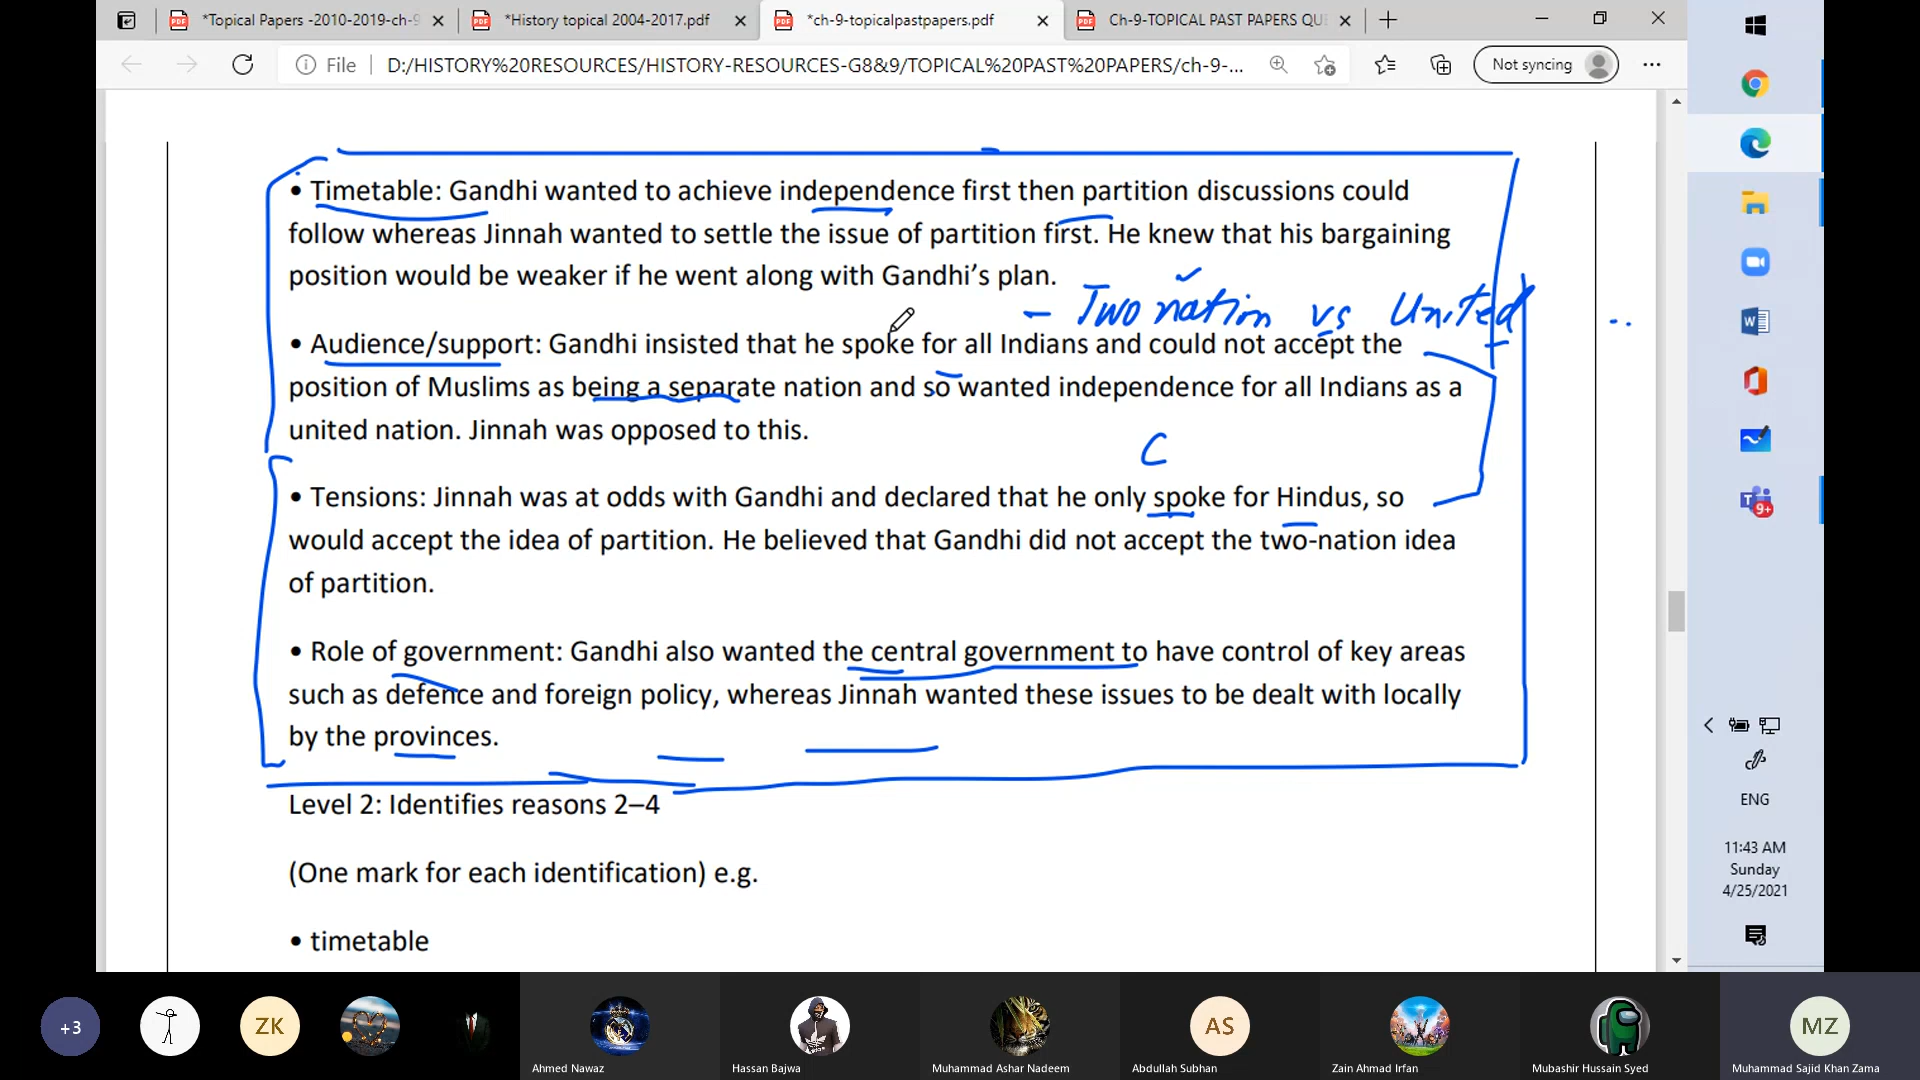 *Topical Papers -2010-2019-ch-9
*History topical 2004-2017.pdf
*ch-9-topicalpastpapers.pdf
Ch-9-TOPICAL PAST PAPERS QU
File
D:/HISTORY%20RESOURCES/HISTORY-RESOURCES-G8&9/TOPICAL%20PAST%20PAPERS/ch-9-...
Not syncing
• Timetable: Gandhi wanted to achieve independence first then partition discussions could
follow whereas Jinnah wanted to settle the issue of partition first. He knew that his bargaining
position would be weaker if he went along with Gandhi’s plan.
- Two nation vs United
• Audience/support: Gandhi insisted that he spoke for all Indians and could not accept the
position of Muslims as being a separate nation and so wanted independence for all Indians as a
united nation. Jinnah was opposed to this.
C
• Tensions: Jinnah was at odds with Gandhi and declared that he only spoke for Hindus, so
would accept the idea of partition. He believed that Gandhi did not accept the two-nation idea
of partition.
• Role of government: Gandhi also wanted the central government to have control of key areas
such as defence and foreign policy, whereas Jinnah wanted these issues to be dealt with locally
by the provinces.
Level 2: Identifies reasons 2–4
(One mark for each identification) e.g.
• timetable
9+
ENG
11:43 AM
Sunday
4/25/2021
+3
ZK
AS
MZ
Ahmed Nawaz
Hassan Bajwa
Muhammad Ashar Nadeem
Abdullah Subhan
Zain Ahmad Irfan
Mubashir Hussain Syed
Muhammad Sajid Khan Zama